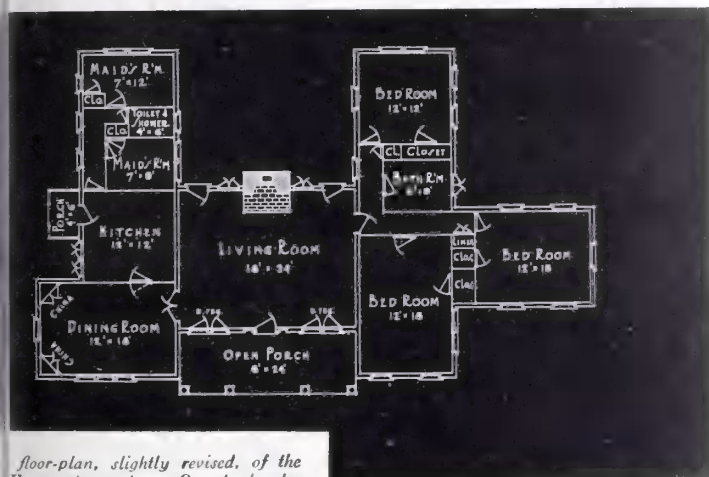 MAID'S R'M.
7'=12'
CLO
TOILET &
SHOWER
4'=6'
CLO
MAID'S R'M
7'=8'
PORCH
KITCHEN
12'=12'
CHINA
CHINA
DINING ROOM
12'=18'
LIVING ROOM
18'=24'
OPEN PORCH
8'=24'
BED ROOM
12'=12'
CL
CLOSET
BATH R'M.
BED ROOM
12'=18
LINEN
CLOS
CLOS
BED ROOM
12'=15
floor-plan, slightly revised, of the